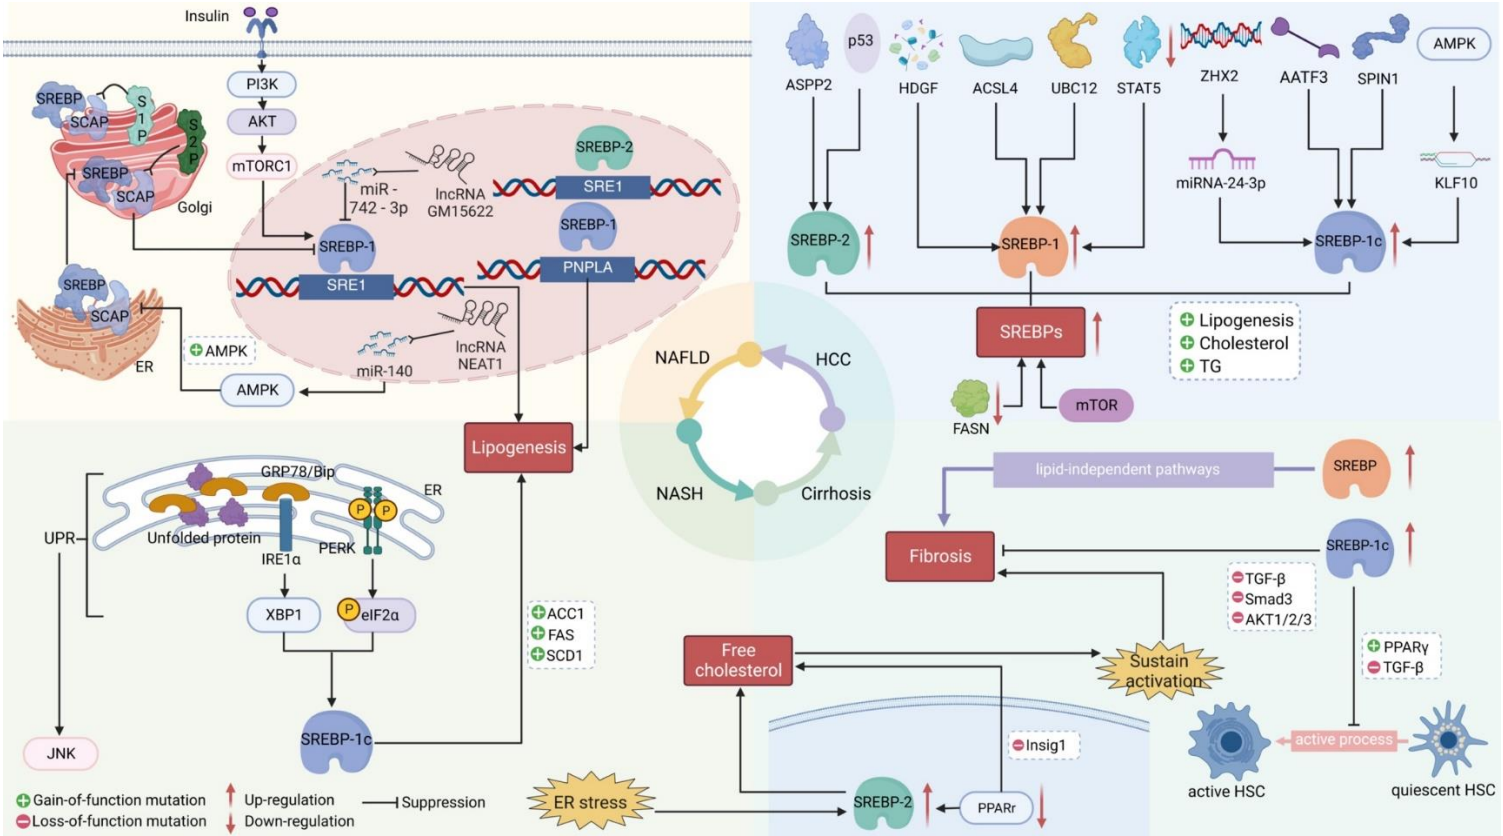 Insulin
PI3K
AKT
mTORC1
SREBP
SCAP
S1P
S2P
SREBP
SCAP
Golgi
SREBP
SCAP
ER
AMPK
AMPK
miR -
742 - 3p
lncRNA
GM15622
SREBP-1
SRE1
SREBP-2
SRE1
SREBP-1
PNPLA
miR-140
lncRNA
NEAT1
ASPP2
p53
HDGF
ACSL4
UBC12
STAT5
ZHX2
AATF3
SPIN1
AMPK
miRNA-24-3p
KLF10
SREBP-2
SREBP-1
SREBP-1c
SREBPs
Lipogenesis
Cholesterol
TG
FASN
mTOR
NAFLD
HCC
NASH
Cirrhosis
Lipogenesis
GRP78/Bip
ER
UPR
Unfolded protein
IRE1α
PERK
P
P
XBP1
P
eIF2α
ACC1
FAS
SCD1
SREBP-1c
JNK
lipid-independent pathways
SREBP
Fibrosis
SREBP-1c
TGF-β
Smad3
AKT1/2/3
PPARγ
TGF-β
Free
cholesterol
Sustain
activation
Insig1
active process
active HSC
quiescent HSC
ER stress
SREBP-2
PPARr
Gain-of-function mutation
Loss-of-function mutation
Up-regulation
Down-regulation
Suppression